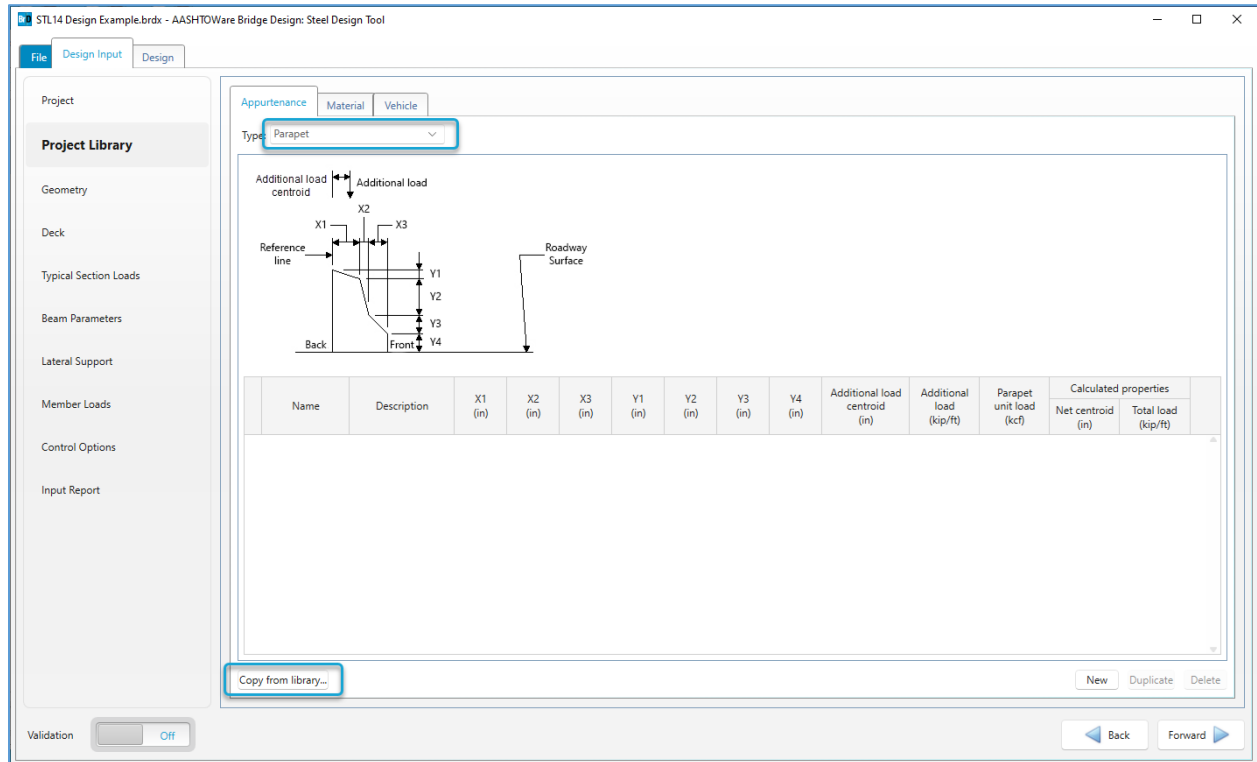 BrD STL14 Design Example.brdx - AASHTOWare Bridge Design: Steel Design Tool
File Design Input Design
Project
Project Library
Geometry
Deck
Typical Section Loads
Beam Parameters
Lateral Support
Member Loads
Control Options
Input Report
Appurtenance Material Vehicle
Type: Parapet
Additional load
centroid
Additional load
X2
X1 X3
Reference
line
Roadway
Surface
Y1
Y2
Y3
Back Front Y4
Name Description X1
(in) X2
(in) X3
(in) Y1
(in) Y2
(in) Y3
(in) Y4
(in) Additional load
centroid
(in) Additional
load
(kip/ft) Parapet
unit load
(kcf) Calculated properties
Net centroid
(in) Total load
(kip/ft)
Copy from library... New Duplicate Delete
Validation Off Back Forward